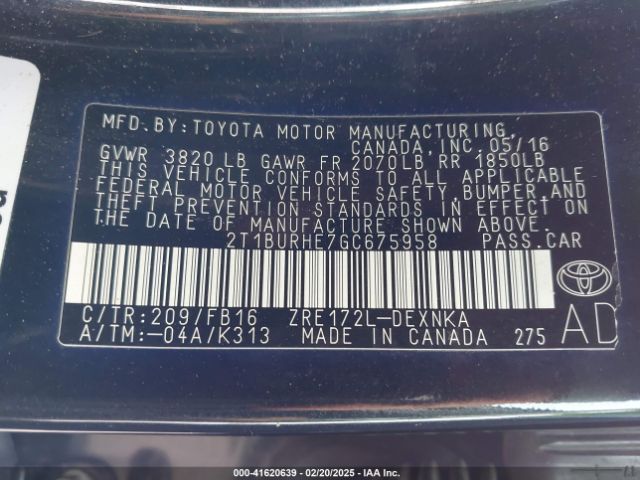 MFD.BY:TOYOTA MOTOR MANUFACTURING,
CANADA,INC.05/16
GVWR 3820 LB GAWR FR 2070LB RR 1850LB
THIS VEHICLE CONFORMS TO ALL APPLICABLE
FEDERAL MOTOR VEHICLE SAFETY,BUMPER,AND
THEFT PREVENTION STANDARDS IN EFFECT ON
THE DATE OF MANUFACTURE SHOWN ABOVE.
2T1BURHE7GC675958 PASS.CAR
C/TR:209/FB16 ZRE172L-DEXNKA
A/TM:-04A/K313 MADE IN CANADA 275
AD
000-41620639 - 02/20/2025 - IAA Inc.